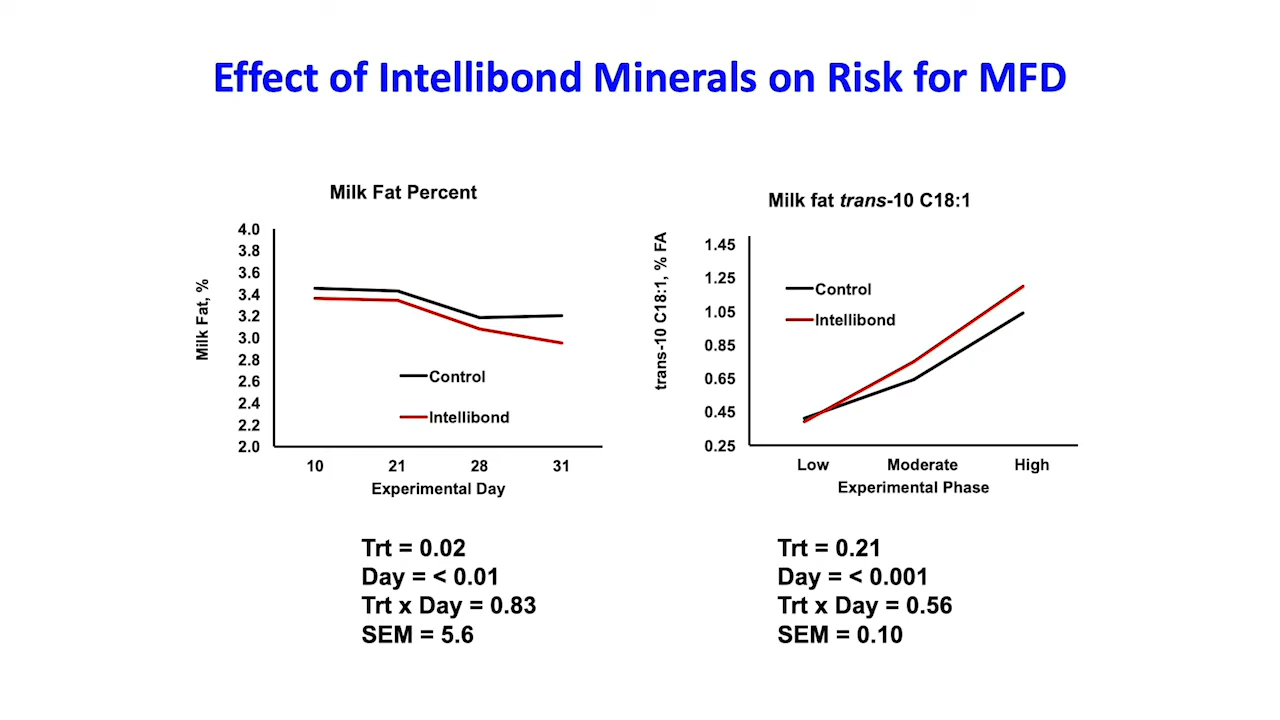 Effect of Intellibond Minerals on Risk for MFD
Milk Fat Percent
Milk Fat, %
4.0
3.8
3.6
3.4
3.2
3.0
2.8
2.6
2.4
2.2
2.0
Control
Intellibond
10 21 28 31
Experimental Day
Trt = 0.02
Day = < 0.01
Trt x Day = 0.83
SEM = 5.6
Milk fat trans-10 C18:1
trans-10 C18:1, % FA
1.45
1.25
1.05
0.85
0.65
0.45
0.25
Control
Intellibond
Low Moderate High
Experimental Phase
Trt = 0.21
Day = < 0.001
Trt x Day = 0.56
SEM = 0.10